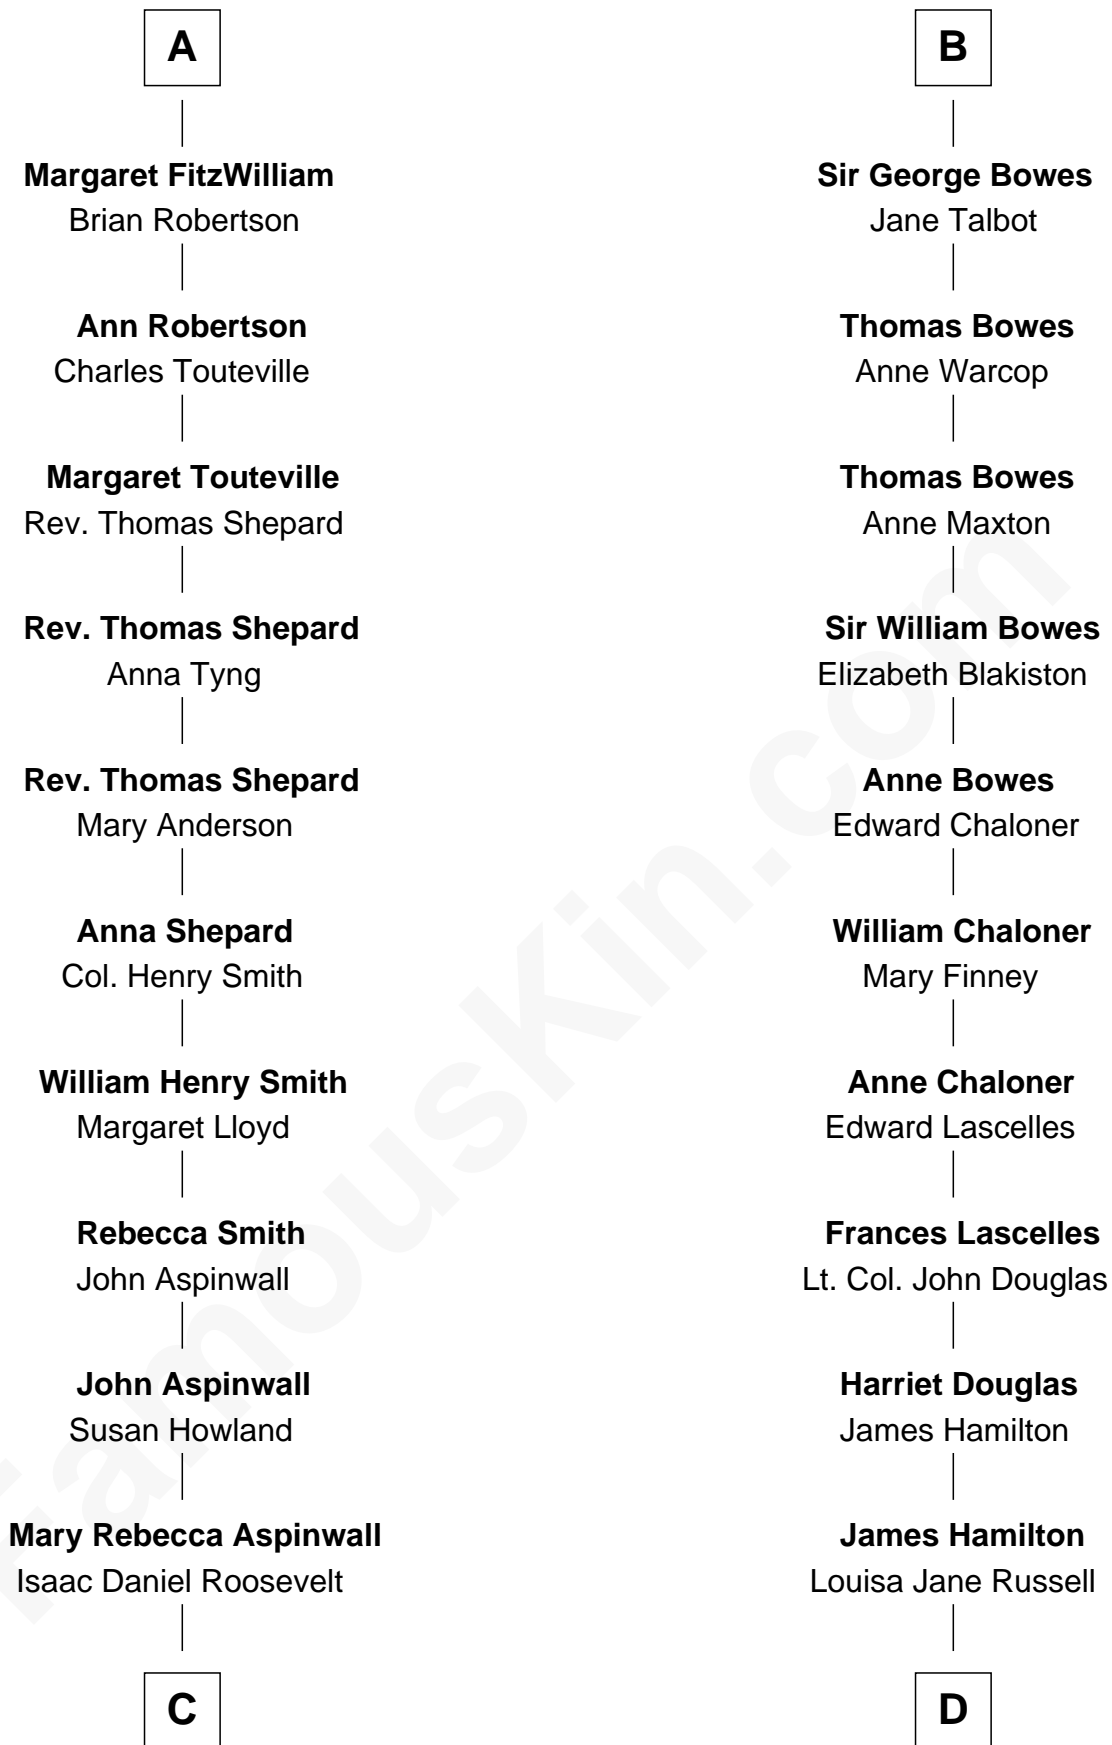 A
Margaret FitzWilliam
Brian Robertson
Ann Robertson
Charles Touteville
Margaret Touteville
Rev. Thomas Shepard
Rev. Thomas Shepard
Anna Tyng
Rev. Thomas Shepard
Mary Anderson
Anna Shepard
Col. Henry Smith
William Henry Smith
Margaret Lloyd
Rebecca Smith
John Aspinwall
John Aspinwall
Susan Howland
Mary Rebecca Aspinwall
Isaac Daniel Roosevelt
C
B
Sir George Bowes
Jane Talbot
Thomas Bowes
Anne Warcop
Thomas Bowes
Anne Maxton
Sir William Bowes
Elizabeth Blakiston
Anne Bowes
Edward Chaloner
William Chaloner
Mary Finney
Anne Chaloner
Edward Lascelles
Frances Lascelles
Lt. Col. John Douglas
Harriet Douglas
James Hamilton
James Hamilton
Louisa Jane Russell
D
FamousKin.com